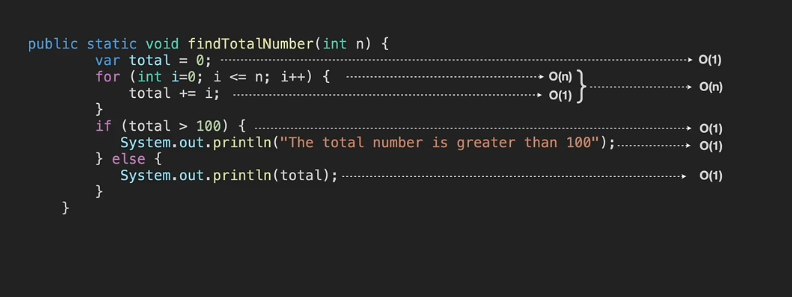 public static void findTotalNumber(int n) {
var total = 0; O(1)
for (int i=0; i <= n; i++) { O(n)
O(n)
total += i; O(1)
}
if (total > 100) { O(1)
System.out.println("The total number is greater than 100"); O(1)
} else {
System.out.println(total); O(1)
}
}